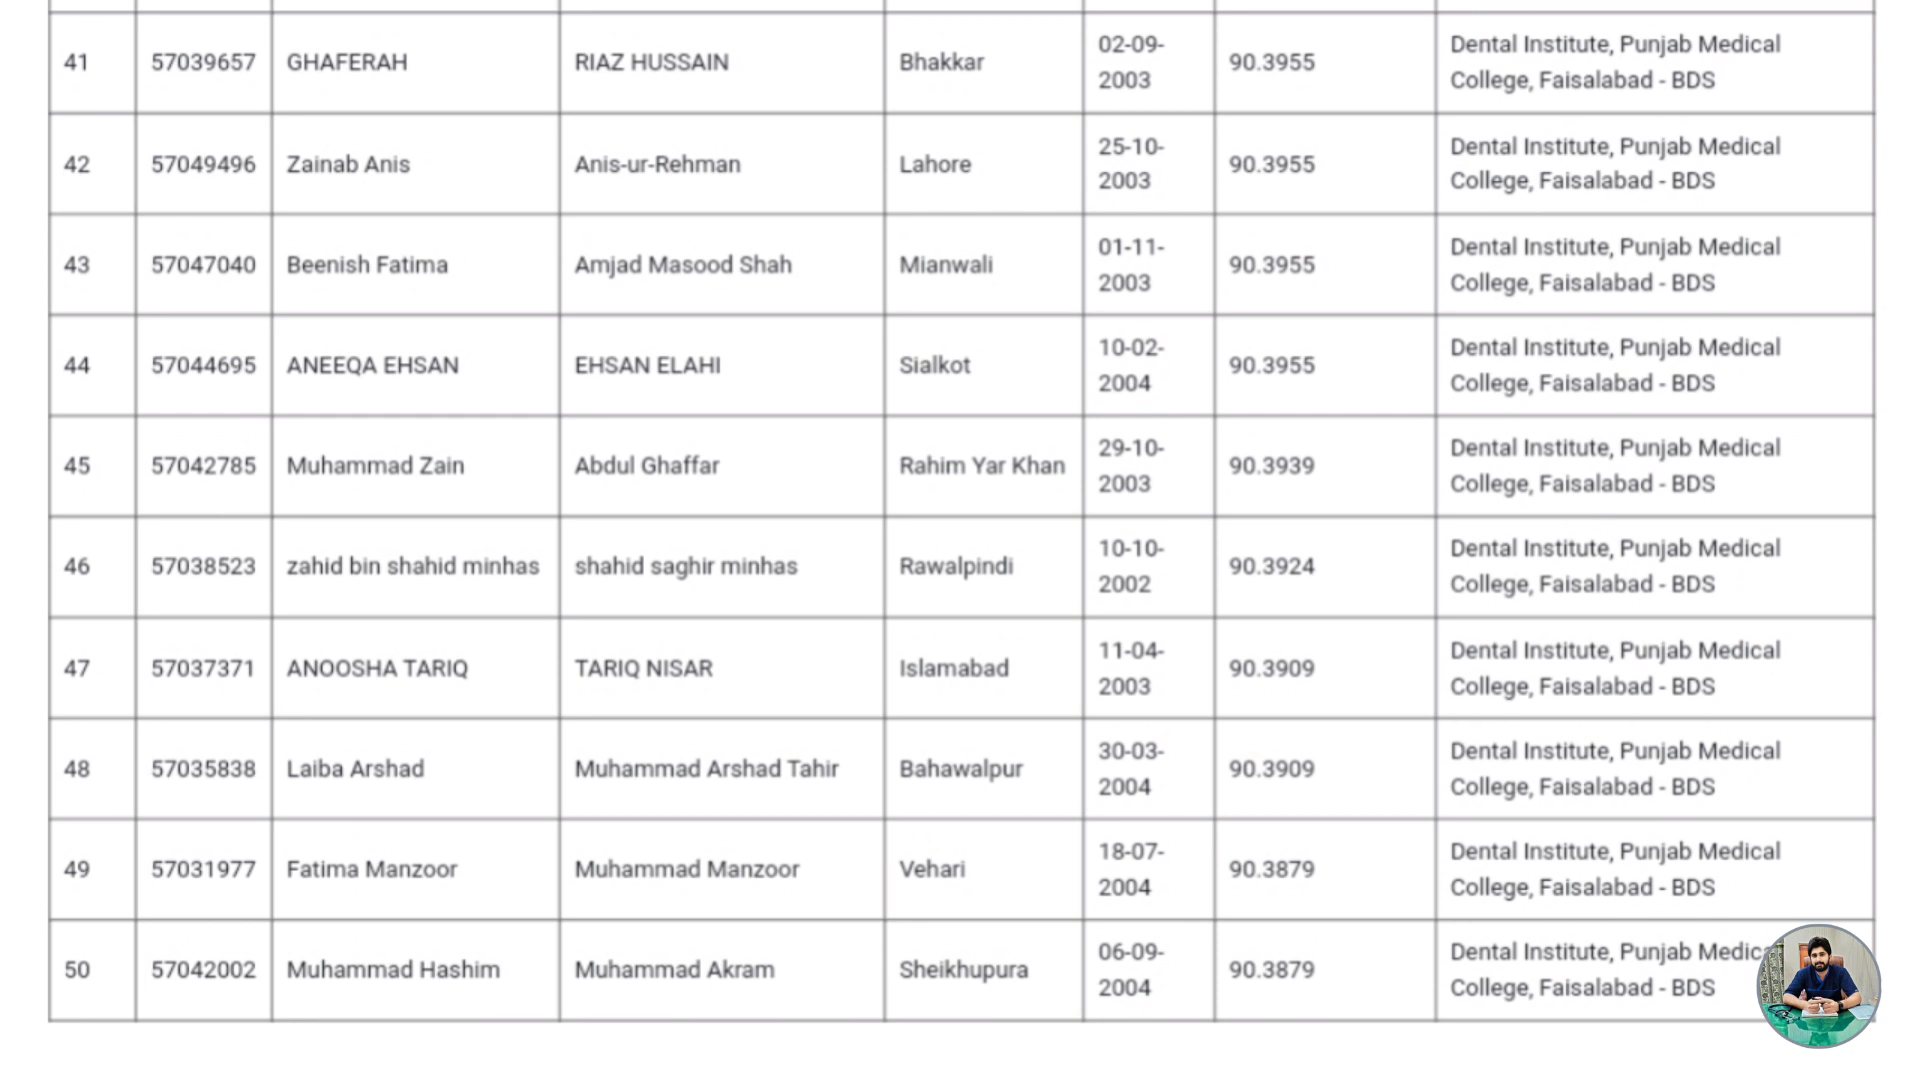 41 57039657 GHAFERAH RIAZ HUSSAIN Bhakkar 02-09-2003 90.3955 Dental Institute, Punjab Medical College, Faisalabad - BDS
42 57049496 Zainab Anis Anis-ur-Rehman Lahore 25-10-2003 90.3955 Dental Institute, Punjab Medical College, Faisalabad - BDS
43 57047040 Beenish Fatima Amjad Masood Shah Mianwali 01-11-2003 90.3955 Dental Institute, Punjab Medical College, Faisalabad - BDS
44 57044695 ANEEQA EHSAN EHSAN ELAHI Sialkot 10-02-2004 90.3955 Dental Institute, Punjab Medical College, Faisalabad - BDS
45 57042785 Muhammad Zain Abdul Ghaffar Rahim Yar Khan 29-10-2003 90.3939 Dental Institute, Punjab Medical College, Faisalabad - BDS
46 57038523 zahid bin shahid minhas shahid saghir minhas Rawalpindi 10-10-2002 90.3924 Dental Institute, Punjab Medical College, Faisalabad - BDS
47 57037371 ANOOSHA TARIQ TARIQ NISAR Islamabad 11-04-2003 90.3909 Dental Institute, Punjab Medical College, Faisalabad - BDS
48 57035838 Laiba Arshad Muhammad Arshad Tahir Bahawalpur 30-03-2004 90.3909 Dental Institute, Punjab Medical College, Faisalabad - BDS
49 57031977 Fatima Manzoor Muhammad Manzoor Vehari 18-07-2004 90.3879 Dental Institute, Punjab Medical College, Faisalabad - BDS
50 57042002 Muhammad Hashim Muhammad Akram Sheikhupura 06-09-2004 90.3879 Dental Institute, Punjab Medic College, Faisalabad - BDS